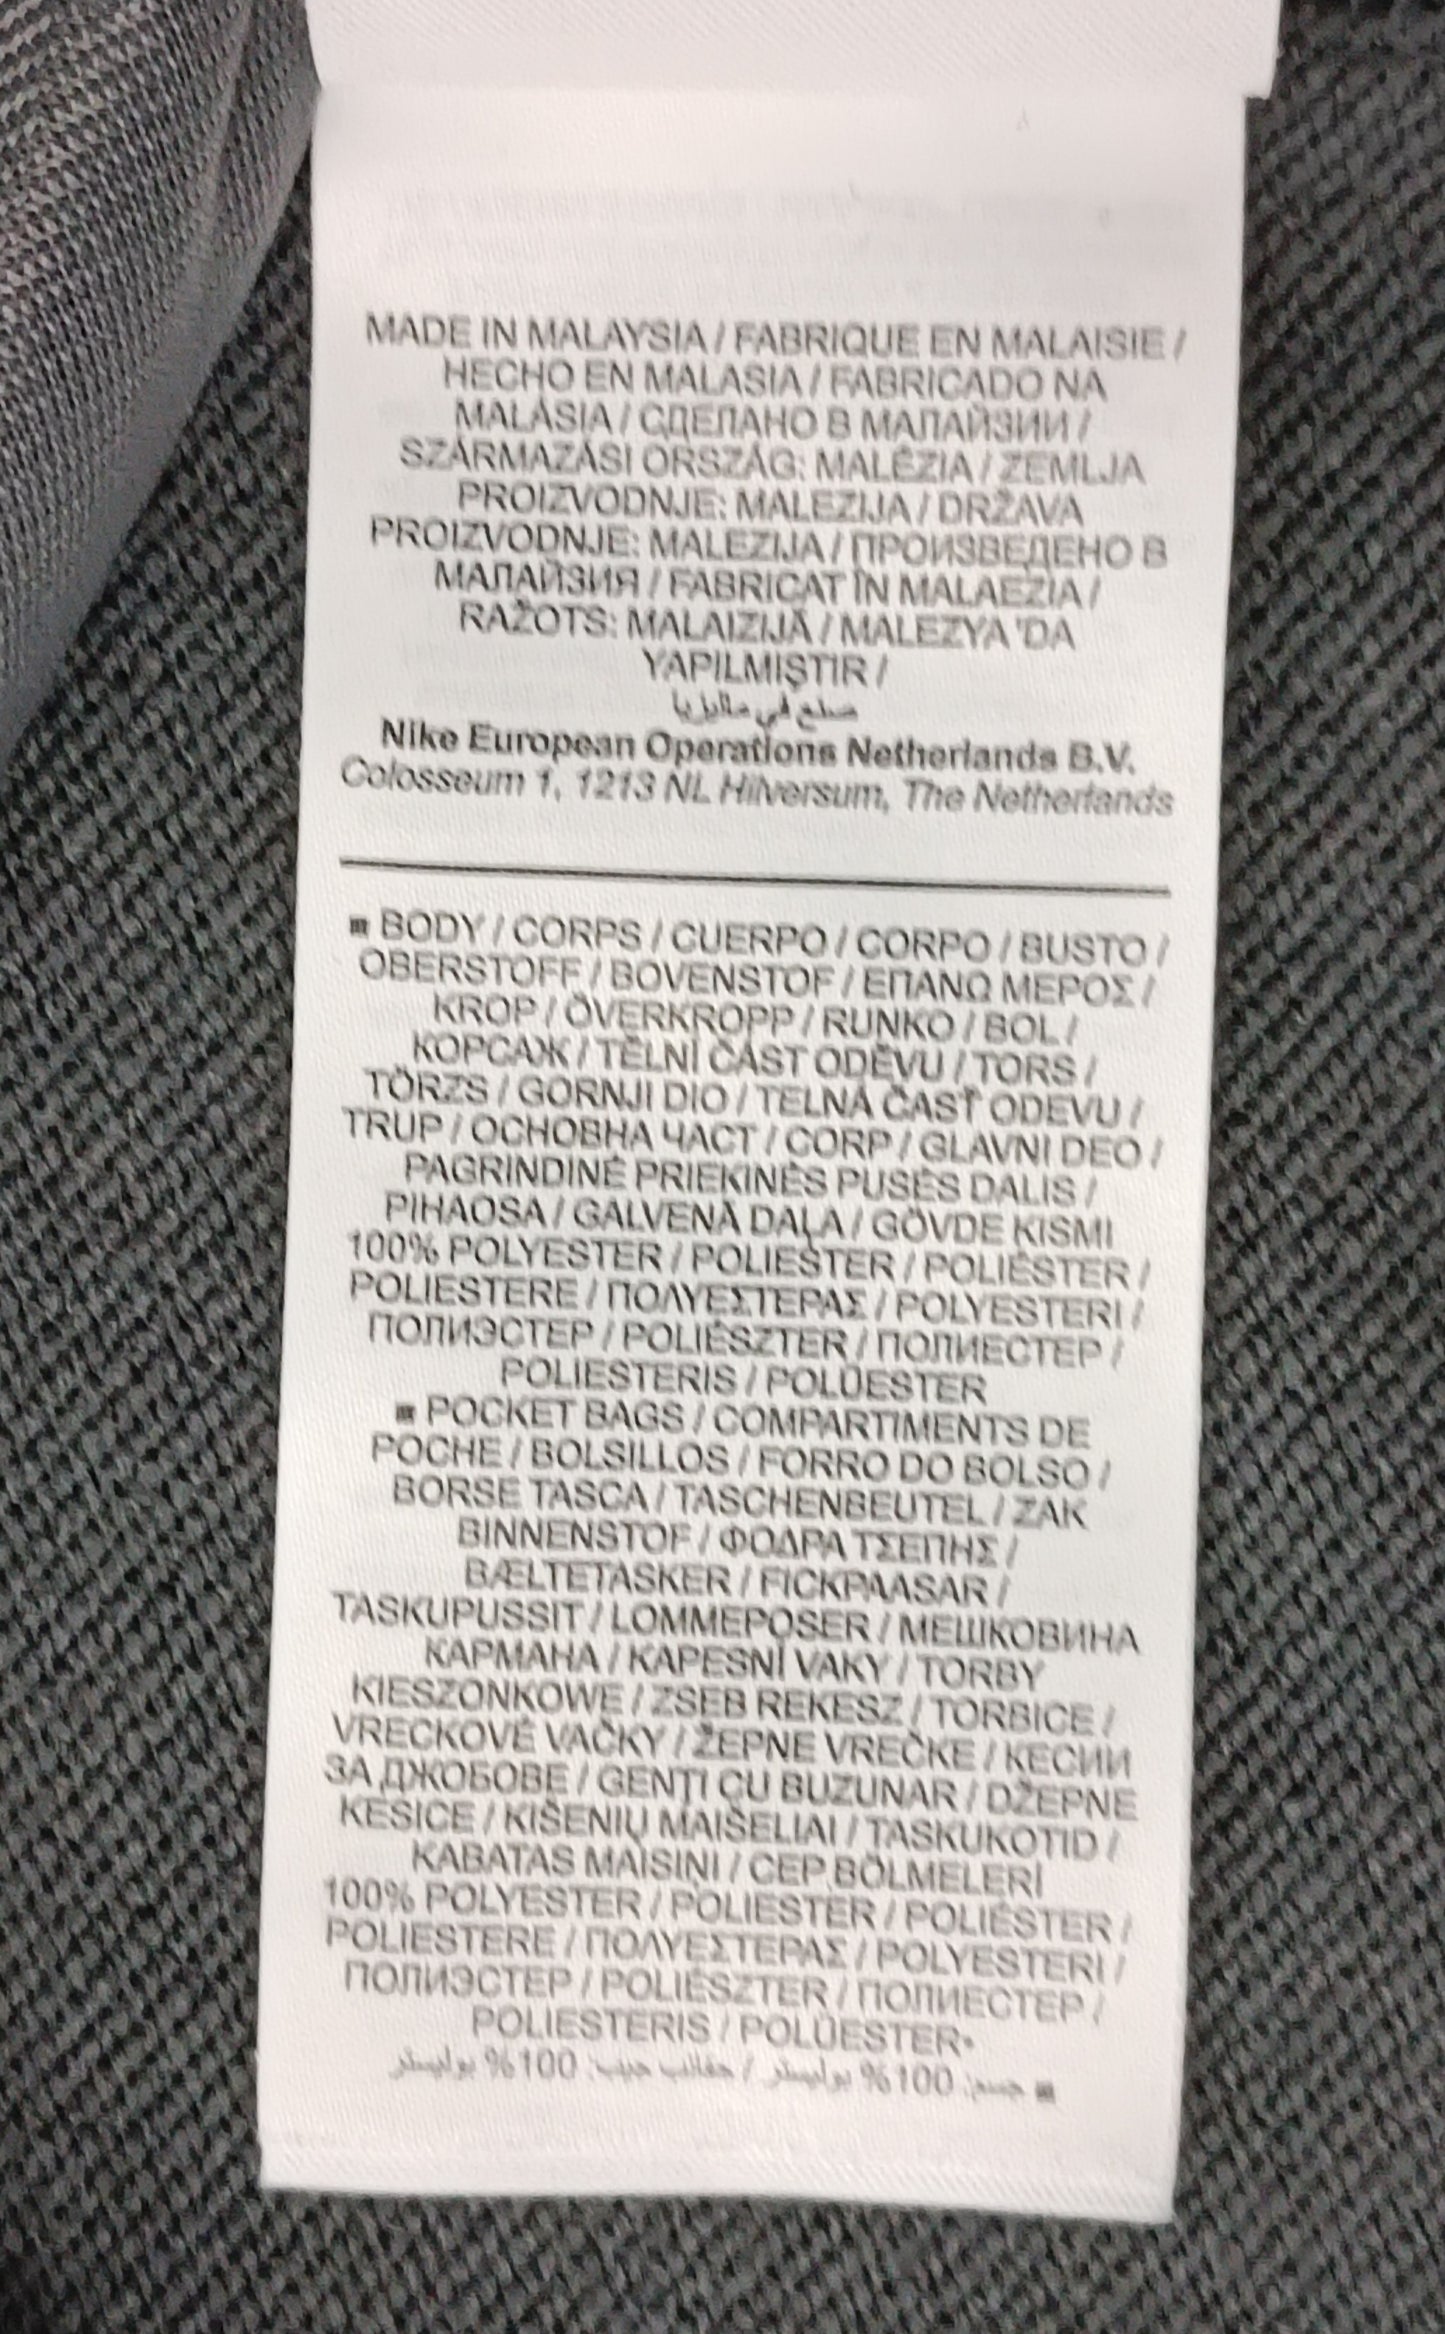 MADE IN MALAYSIA / FABRIQUE EN MALAISIE /
HECHO EN MALASIA / FABRICADO NA
MALÁSIA / СДЕЛАНО В МАЛАЙЗИИ /
SZÁRMAZÁSI ORSZÁG: MALÉZIA / ZEMLJA
PROIZVODNJE: MALEZIJA / DRŽAVA
PROIZVODNJE: MALEZIJA / ПРОИЗВЕДЕНО В
МАЛАЙЗИЯ / FABRICAT ÎN MALAEZIA /
RAŽOTS: MALAIZIJĀ / MALEZYA 'DA
YAPILMIŞTIR /
صنع في ماليزيا
Nike European Operations Netherlands B.V.
Colosseum 1, 1213 NL Hilversum, The Netherlands
■ BODY / CORPS / CUERPO / CORPO / BUSTO /
OBERSTOFF / BOVENSTOF / ΕΠΑΝΩ ΜΕΡΟΣ /
KROP / ÖVERKROPP / RUNKO / BOL /
КОРСАЖ / TĚLNÍ ČÁST ODĚVU / TORS /
TÖRZS / GORNJI DIO / TELNÁ ČASŤ ODEVU /
TRUP / ОСНОВНА ЧАСТ / CORP / GLAVNI DEO /
PAGRINDINĖ PRIEKINĖS PUSĖS DALIS /
PIHAOSA / GALVENĀ DAĻA / GÖVDE KISMI
100% POLYESTER / POLIESTER / POLIÉSTER /
POLIESTERE / ΠΟΛΥΕΣΤΕΡΑΣ / POLYESTERI /
ПОЛИЭСТЕР / POLIÉSZTER / ПОЛИЕСТЕР /
POLIESTERIS / POLÜESTER
■ POCKET BAGS / COMPARTIMENTS DE
POCHE / BOLSILLOS / FORRO DO BOLSO /
BORSE TASCA / TASCHENBEUTEL / ZAK
BINNENSTOF / ΦΟΔΡΑ ΤΣΕΠΗΣ /
BÆLTETASKER / FICKPAASAR /
TASKUPUSSIT / LOMMEPOSER / МЕШКОВИНА
КАРМАНА / KAPESNÍ VAKY / TORBY
KIESZONKOWE / ZSEB REKESZ / TORBICE /
VRECKOVÉ VAČKY / ŽEPNE VREČKE / КЕСИИ
ЗА ДЖОБОВЕ / GENȚI CU BUZUNAR / DŽEPNE
KESICE / KIŠENIŲ MAIŠELIAI / TASKUKOTID /
KABATAS MAISIŅI / CEP BÖLMELERİ
100% POLYESTER / POLIESTER / POLIÉSTER /
POLIESTERE / ΠΟΛΥΕΣΤΕΡΑΣ / POLYESTERI /
ПОЛИЭСТЕР / POLIÉSZTER / ПОЛИЕСТЕР /
POLIESTERIS / POLÜESTER•
■ جسم: 100% بوليستر / حقائب جيب: 100% بوليستر